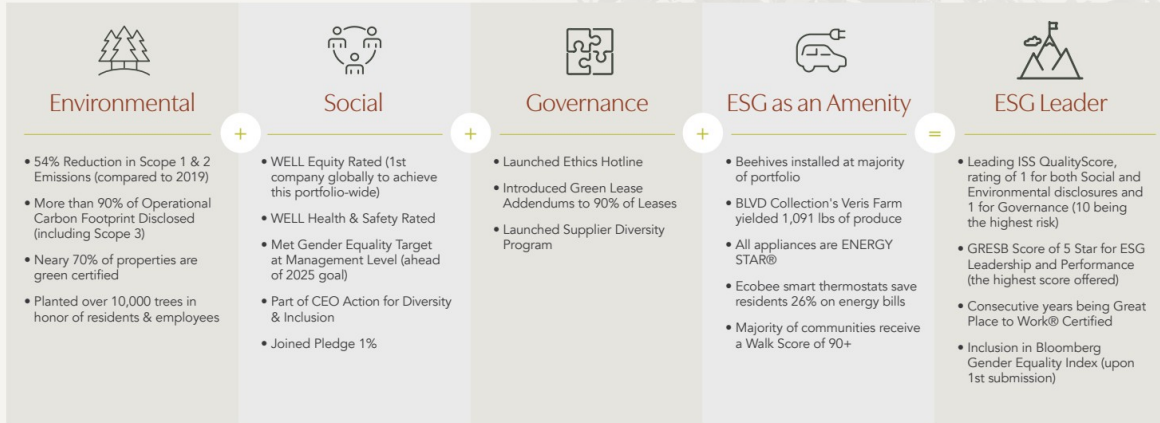 Environmental
• 54% Reduction in Scope 1 & 2
Emissions (compared to 2019)
• More than 90% of Operational
Carbon Footprint Disclosed
(including Scope 3)
• Neary 70% of properties are
green certified
• Planted over 10,000 trees in
honor of residents & employees
+
Social
• WELL Equity Rated (1st
company globally to achieve
this portfolio-wide)
• WELL Health & Safety Rated
• Met Gender Equality Target
at Management Level (ahead
of 2025 goal)
• Part of CEO Action for Diversity
& Inclusion
• Joined Pledge 1%
+
Governance
• Launched Ethics Hotline
• Introduced Green Lease
Addendums to 90% of Leases
• Launched Supplier Diversity
Program
+
ESG as an Amenity
• Beehives installed at majority
of portfolio
• BLVD Collection's Veris Farm
yielded 1,091 lbs of produce
• All appliances are ENERGY
STAR®
• Ecobee smart thermostats save
residents 26% on energy bills
• Majority of communities receive
a Walk Score of 90+
=
ESG Leader
• Leading ISS QualityScore,
rating of 1 for both Social and
Environmental disclosures and
1 for Governance (10 being
the highest risk)
• GRESB Score of 5 Star for ESG
Leadership and Performance
(the highest score offered)
• Consecutive years being Great
Place to Work® Certified
• Inclusion in Bloomberg
Gender Equality Index (upon
1st submission)